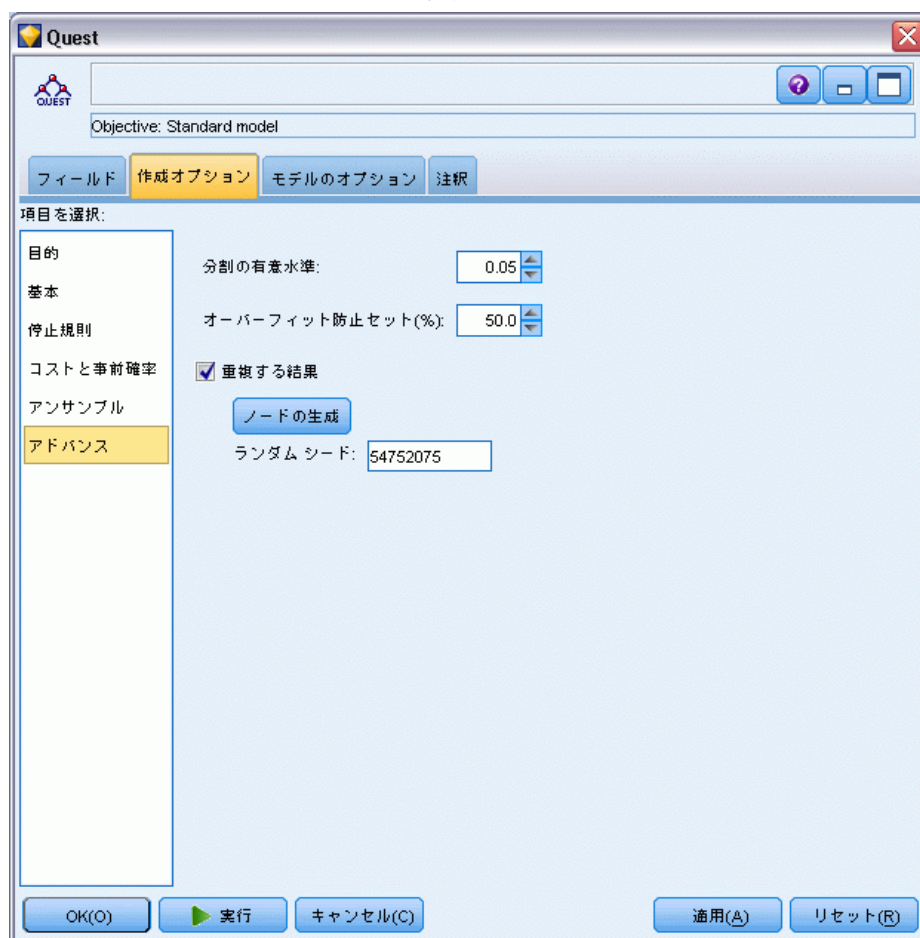 Quest
QUEST
Objective: Standard model
フィールド 作成オプション モデルのオプション 注釈
項目を選択:
目的
基本
停止規則
コストと事前確率
アンサンブル
アドバンス
分割の有意水準: 0.05
オーバーフィット防止セット(%): 50.0
重複する結果
ノードの生成
ランダム シード: 54752075
OK(O) 実行 キャンセル(C) 適用(A) リセット(R)